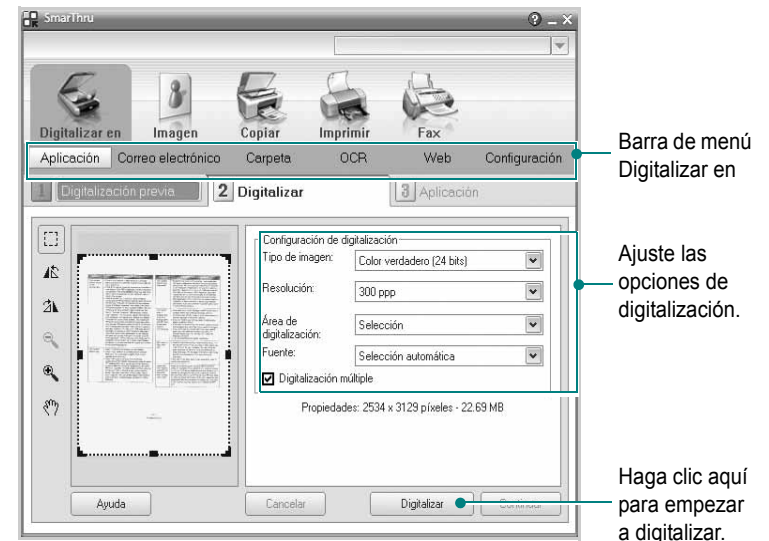 SmarThru
Digitalizar en
Imagen
Copiar
Imprimir
Fax
Aplicación
Correo electrónico
Carpeta
OCR
Web
Configuración
1 Digitalización previa
2 Digitalizar
3 Aplicación
Configuración de digitalización
Tipo de imagen:
Color verdadero (24 bits)
Resolución:
300 ppp
Área de
digitalización:
Selección
Fuente:
Selección automática
Digitalización múltiple
Propiedades: 2534 x 3129 píxeles - 22.69 MB
Ayuda
Cancelar
Digitalizar
Continuar
Barra de menú
Digitalizar en
Ajuste las
opciones de
digitalización.
Haga clic aquí
para empezar
a digitalizar.